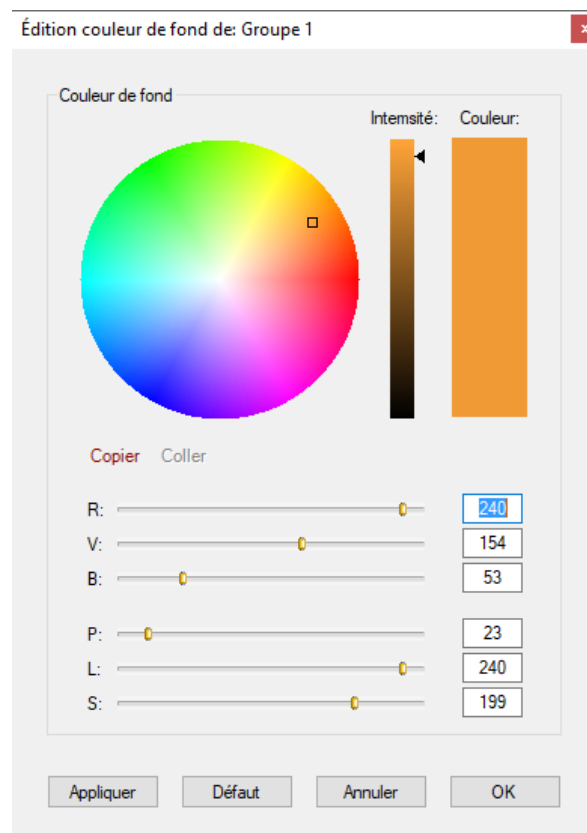 Édition couleur de fond de: Groupe 1
x
Couleur de fond
Intemsité: Couleur:
Copier Coller
R: 240
V: 154
B: 53
P: 23
L: 240
S: 199
Appliquer Défaut Annuler OK